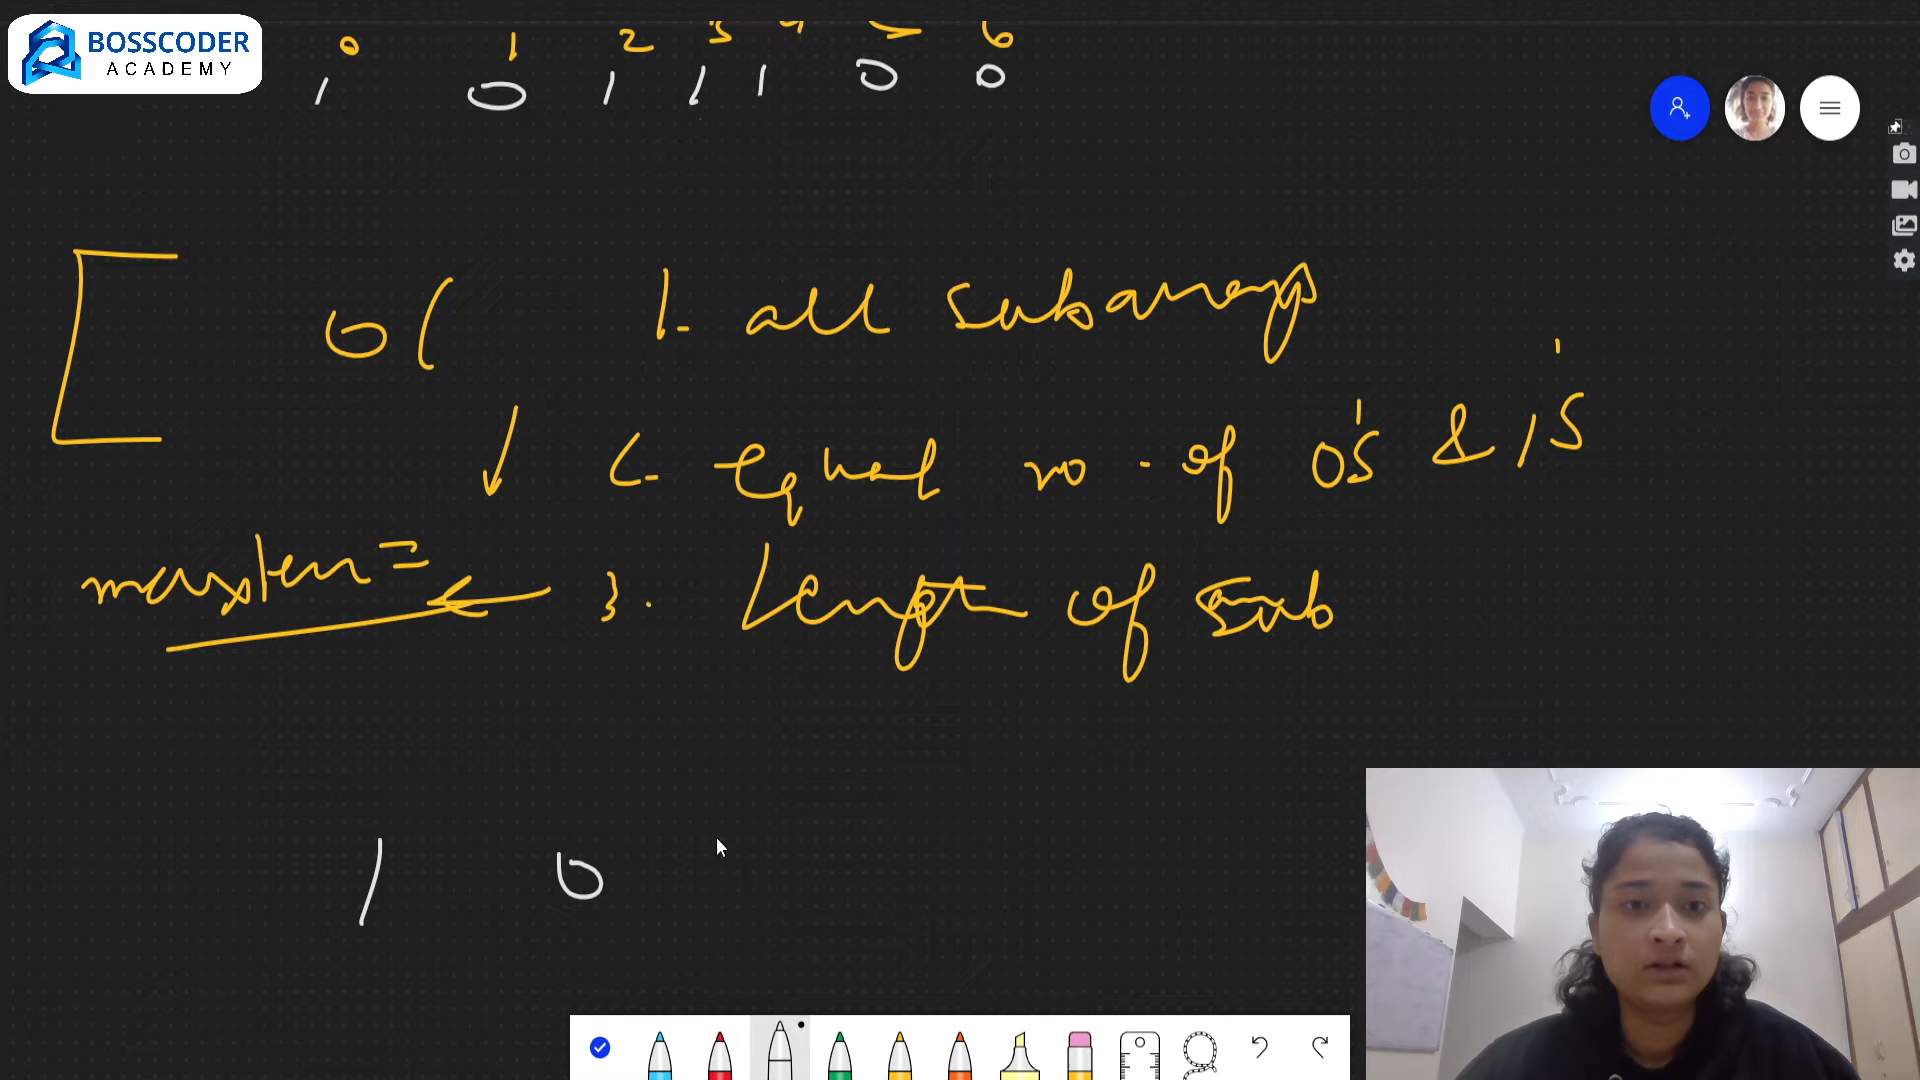 BOSSCODER
ACADEMY
0 1 2 3 4 5 6
1 0 1 1 1 0 0
O( 1. all subarrays
2. equal no. of 0's & 1's
maxlen = 3. Length of sub
1 0